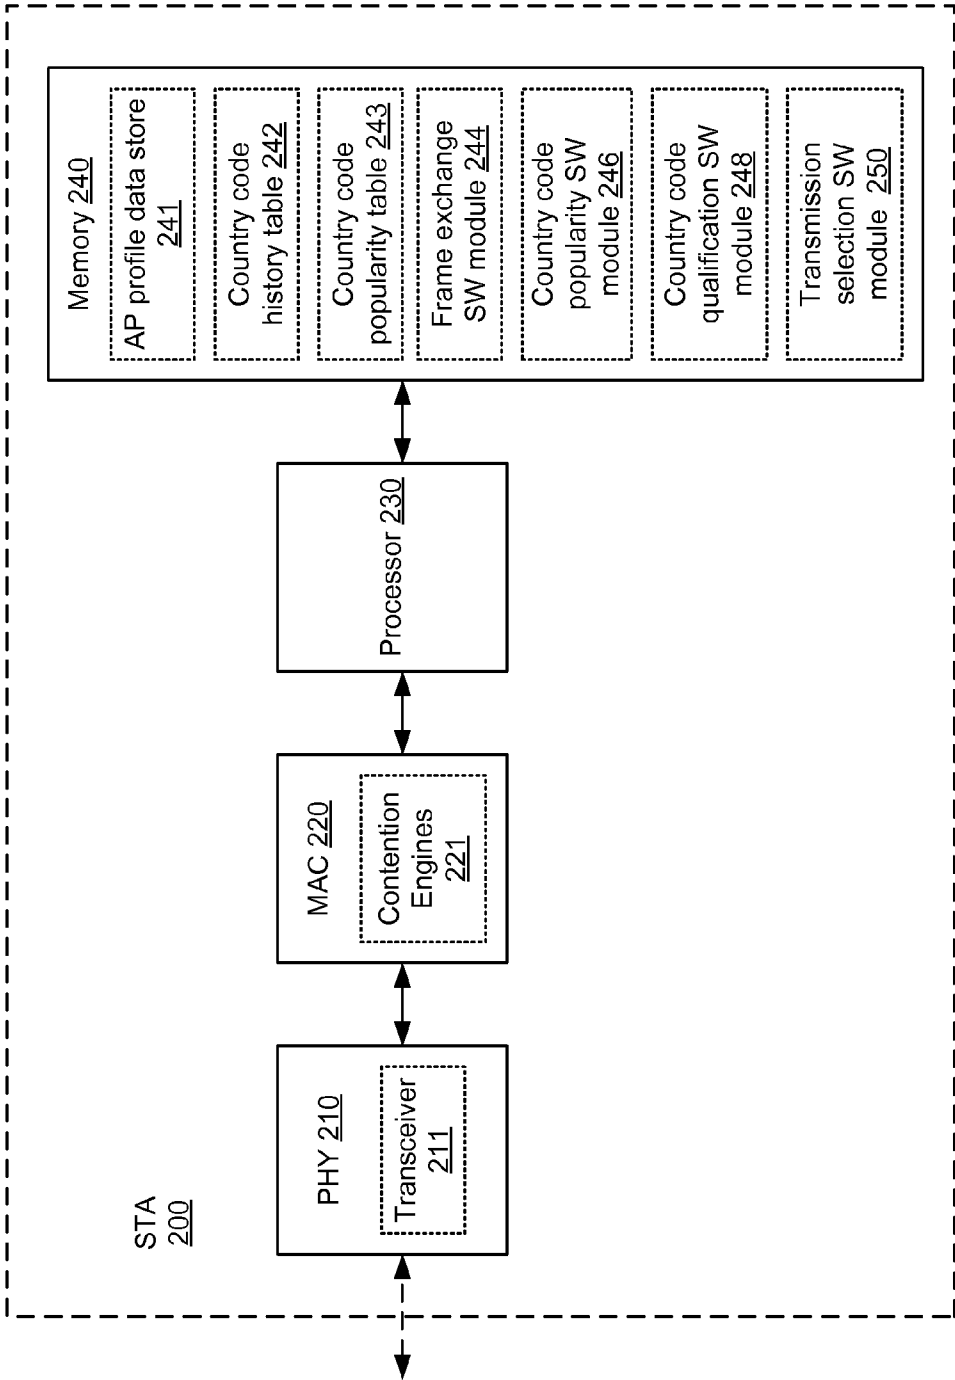 STA
200
PHY 210
Transceiver
211
MAC 220
Contention
Engines
221
Processor 230
Memory 240
AP profile data store
241
Country code
history table 242
Country code
popularity table 243
Frame exchange
SW module 244
Country code
popularity SW
module 246
Country code
qualification SW
module 248
Transmission
selection SW
module 250